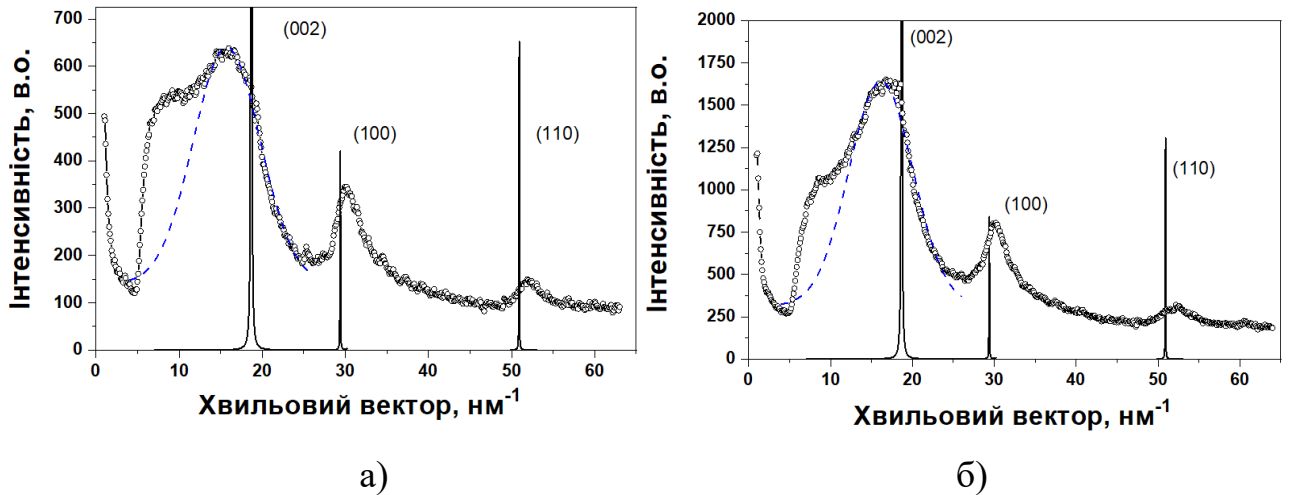 Інтенсивність, в.о.
700
600
500
400
300
200
100
0
(002)
(100)
(110)
0 10 20 30 40 50 60
Хвильовий вектор, нм-1
а)
Інтенсивність, в.о.
2000
1750
1500
1250
1000
750
500
250
0
(002)
(110)
(100)
0 10 20 30 40 50 60
Хвильовий вектор, нм-1
б)